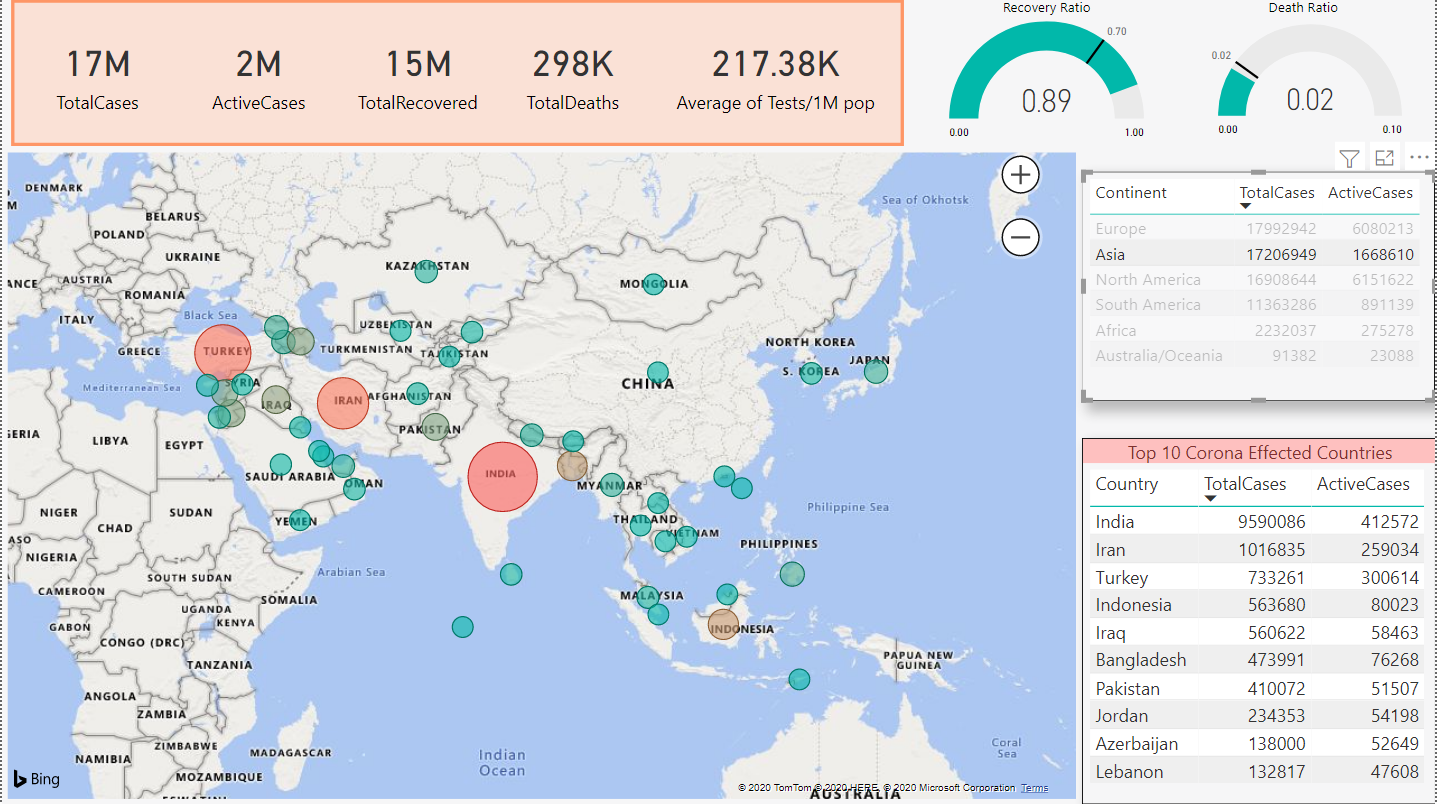 17M 2M 15M 298K 217.38K
TotalCases ActiveCases TotalRecovered TotalDeaths Average of Tests/1M pop
Recovery Ratio
0.70
0.89
0.00 1.00
Death Ratio
0.02
0.02
0.00 0.10
DENMARK
M
BELARUS
POLAND
UKRAINE
ANCE
AUSTRIA
ROMANIA
ITALY
Black Sea
GREECE
TURKEY
Mediterranean Sea
SYRIA
IRAQ
IRAN
KAZAKHSTAN
UZBEKISTAN
TURKMENISTAN
TAJIKISTAN
AFGHANISTAN
PAKISTAN
MONGOLIA
CHINA
Sea of Okhotsk
NORTH KOREA
S. KOREA
JAPAN
GERIA
LIBYA
EGYPT
SAUDI ARABIA
OMAN
YEMEN
INDIA
MYANMAR
THAILAND
VIETNAM
Philippine Sea
PHILIPPINES
NIGER
CHAD
SUDAN
ASO
NIGERIA
SOUTH SUDAN
CAMEROON
SOMALIA
Arabian Sea
UGANDA
KENYA
GABON
CONGO (DRC)
TANZANIA
MALAYSIA
INDONESIA
PAPUA NEW
GUINEA
ANGOLA
ZAMBIA
ZIMBABWE
MADAGASCAR
NAMIBIA
MOZAMBIQUE
ESWATINI
Indian
Ocean
Coral
Sea
AUSTRALIA
Bing
© 2020 TomTom © 2020 HERE, © 2020 Microsoft Corporation Terms
Continent TotalCases ActiveCases
Europe 17992942 6080213
Asia 17206949 1668610
North America 16908644 6151622
South America 11363286 891139
Africa 2232037 275278
Australia/Oceania 91382 23088
Top 10 Corona Effected Countries
Country TotalCases ActiveCases
India 9590086 412572
Iran 1016835 259034
Turkey 733261 300614
Indonesia 563680 80023
Iraq 560622 58463
Bangladesh 473991 76268
Pakistan 410072 51507
Jordan 234353 54198
Azerbaijan 138000 52649
Lebanon 132817 47608